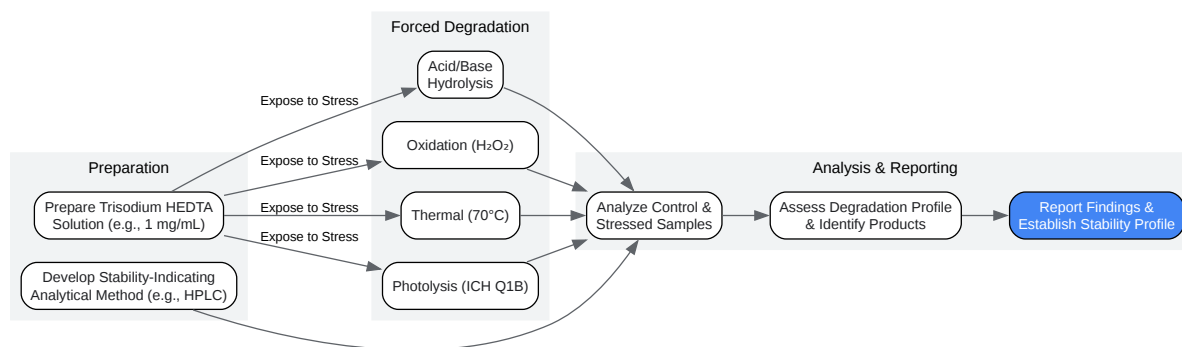 Forced Degradation
Acid/Base
Hydrolysis
Expose to Stress
Oxidation (H₂O₂)
Expose to Stress
Preparation
Analysis & Reporting
Prepare Trisodium HEDTA
Solution (e.g., 1 mg/mL)
Expose to Stress
Thermal (70°C)
Analyze Control &
Stressed Samples
Assess Degradation Profile
& Identify Products
Report Findings &
Establish Stability Profile
Expose to Stress
Develop Stability-Indicating
Analytical Method (e.g., HPLC)
Photolysis (ICH Q1B)